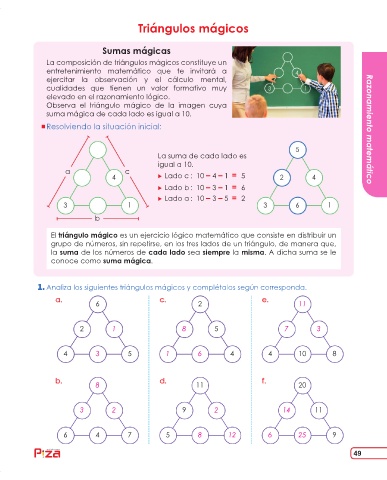 Triángulos mágicos
Sumas mágicas
La composición de triángulos mágicos constituye un
entretenimiento matemático que te invitará a
ejercitar la observación y el cálculo mental,
cualidades que tienen un valor formativo muy
elevado en el razonamiento lógico.
Observa el triángulo mágico de la imagen cuya
suma mágica de cada lado es igual a 10.
4
3 1
Razonamiento matemático
Resolviendo la situación inicial:
a c
4
3 1
b
La suma de cada lado es
igual a 10.
Lado c : 10 – 4 – 1 = 5
Lado b : 10 – 3 – 1 = 6
Lado a : 10 – 3 – 5 = 2
5
2 4
3 6 1
El triángulo mágico es un ejercicio lógico matemático que consiste en distribuir un
grupo de números, sin repetirse, en los tres lados de un triángulo, de manera que,
la suma de los números de cada lado sea siempre la misma. A dicha suma se le
conoce como suma mágica.
1. Analiza los siguientes triángulos mágicos y complétalos según corresponda.
a. c. e.
6 2 11
2 1 8 5 7 3
4 3 5 1 6 4 4 10 8
b. d. f.
8 11 20
3 2 9 2 14 11
6 4 7 5 8 12 6 25 9
Pıza
49